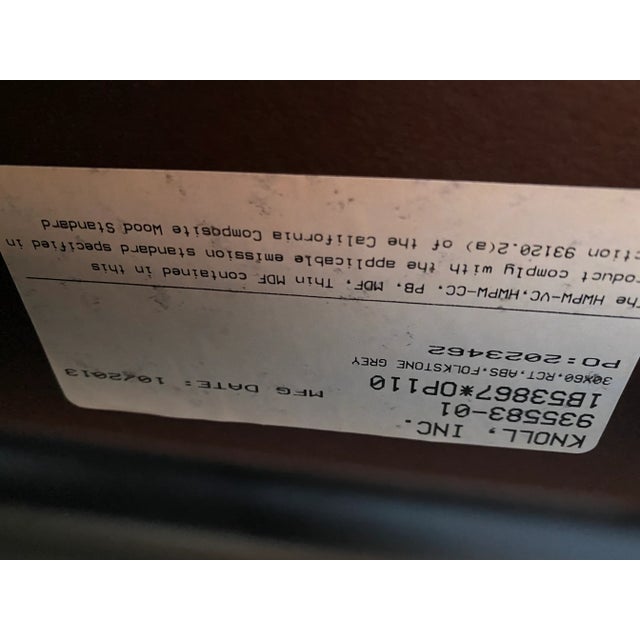 KNOLL, INC.
935583-01
1B53867*OP110 MFG DATE: 10/2013
30X60.RCT.ABS.FOLKSTONE GREY
PO:2023462
The HWPW-VC.HWPW-CC. PB. MDF. Thin MDF contained in this
product comply with the applicable emission standard specified in
ction 93120.2(a) of the California Composite Wood Standard